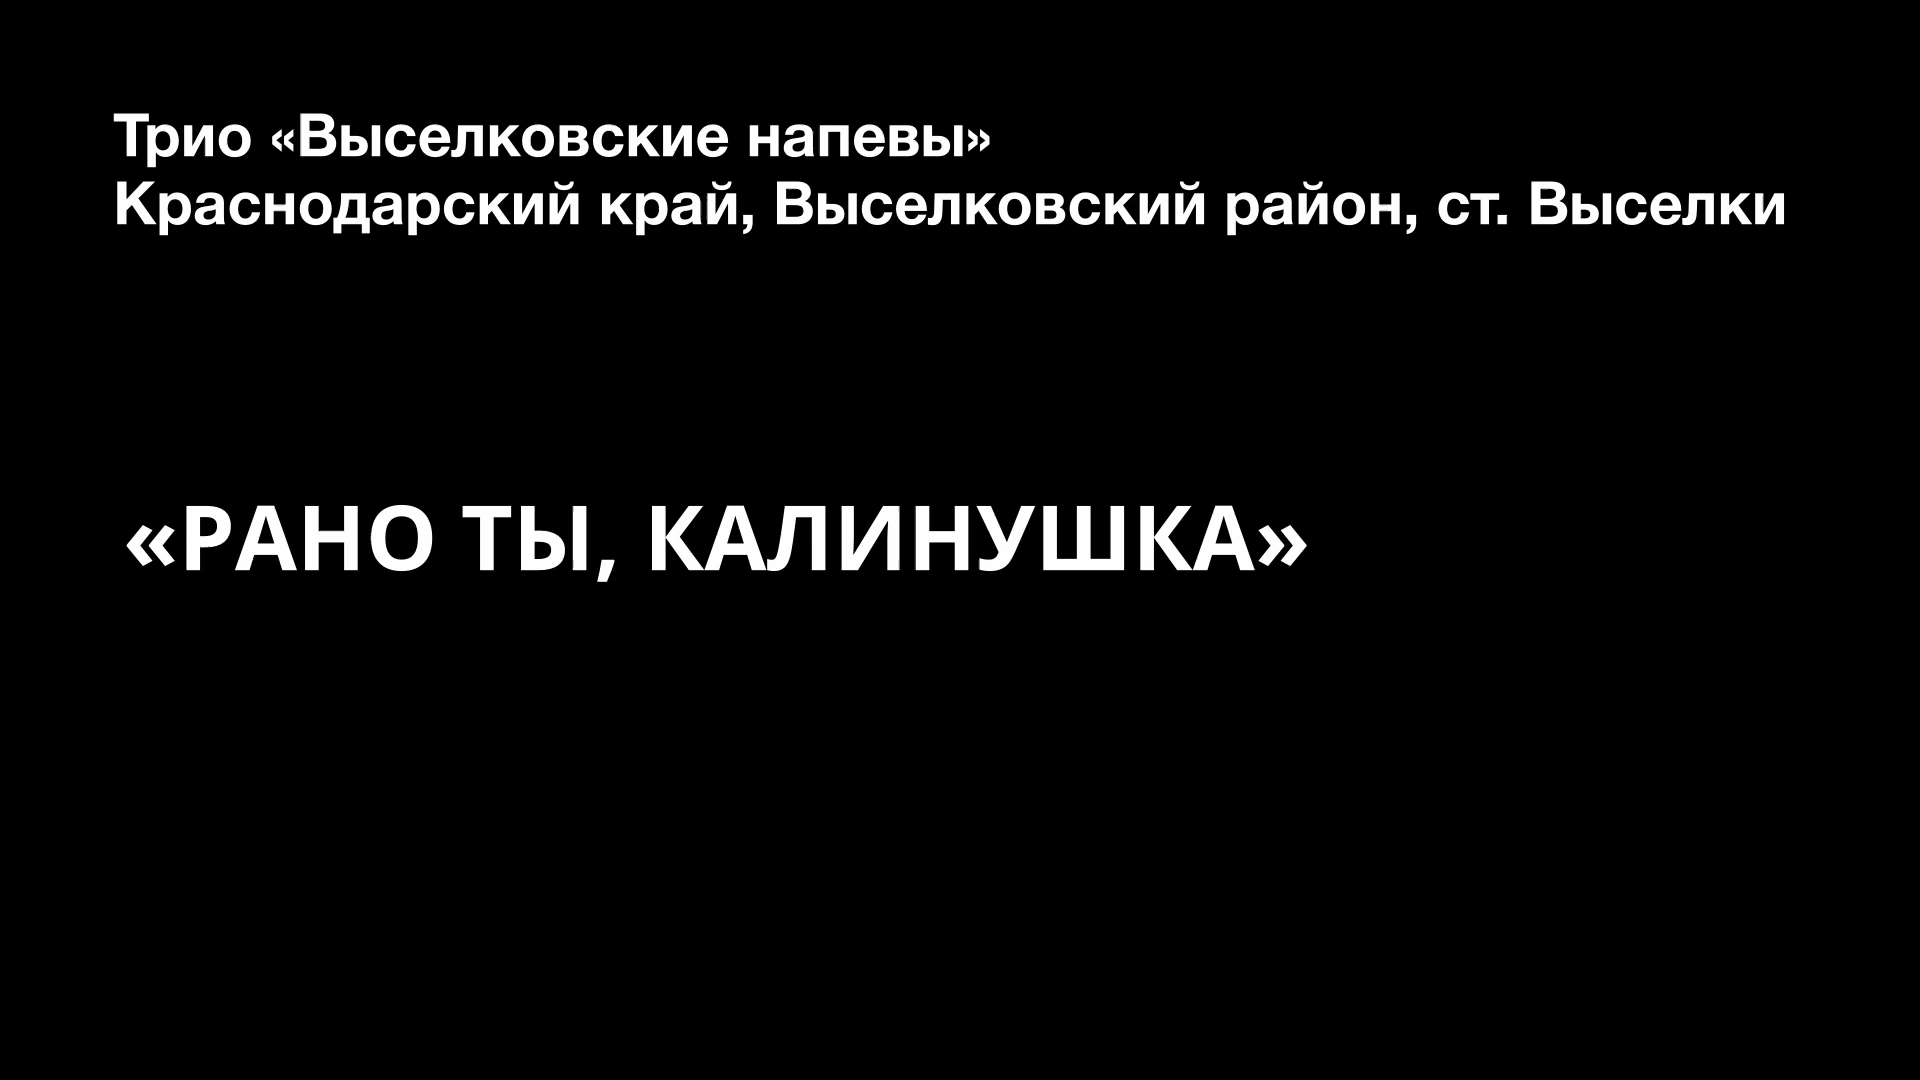 Трио «Выселковские напевы»
Краснодарский край, Выселковский район, ст. Выселки
«РАНО ТЫ, КАЛИНУШКА»